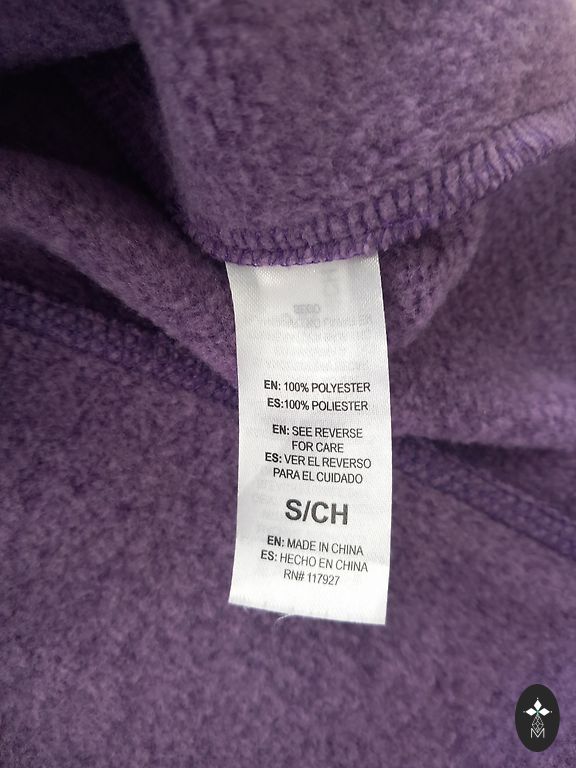 EN: 100% POLYESTER
ES:100% POLIESTER
EN: SEE REVERSE
FOR CARE
ES: VER EL REVERSO
PARA EL CUIDADO
S/CH
EN: MADE IN CHINA
ES: HECHO EN CHINA
RN# 117927
M